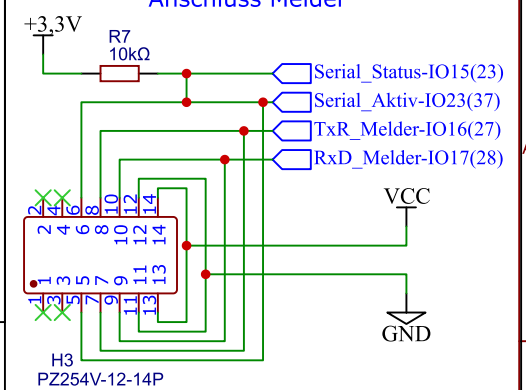 Anschluss Melder
+3,3V
R7
10kΩ
Serial_Status-IO15(23)
Serial_Aktiv-IO23(37)
TxR_Melder-IO16(27)
RxD_Melder-IO17(28)
VCC
2 4 6 8 10 12 14
2 4 6 8 10 12 14
1 3 5 7 9 11 13
1 3 5 7 9 11 13
GND
H3
PZ254V-12-14P